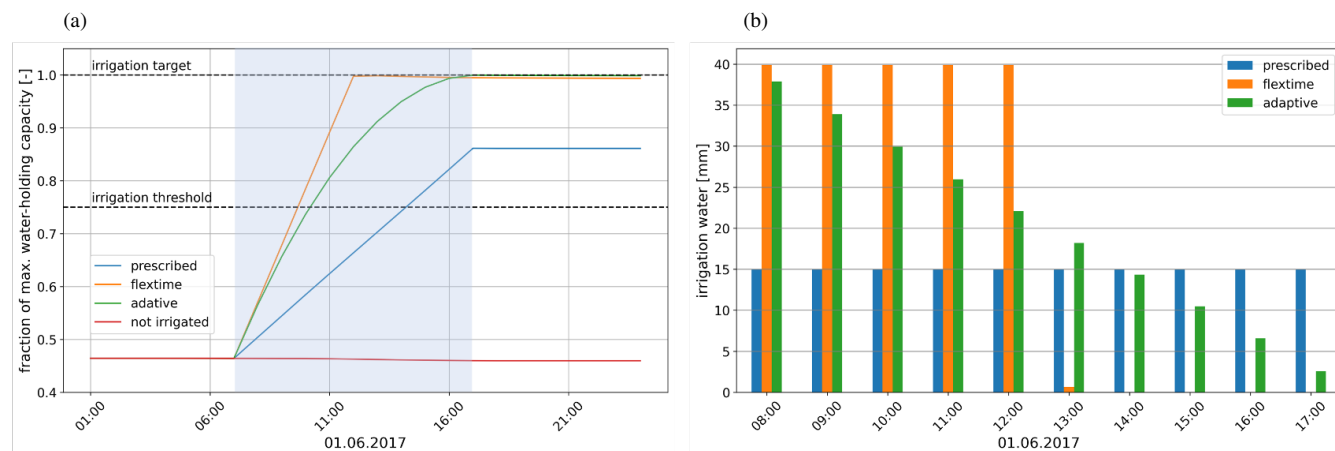 (a)
irrigation target
irrigation threshold
prescribed
flextime
adative
not irrigated
fraction of max. water-holding capacity [-]
1.0
0.9
0.8
0.7
0.6
0.5
0.4
01:00
06:00
11:00
16:00
21:00
01.06.2017
(b)
prescribed
flextime
adaptive
irrigation water [mm]
40
35
30
25
20
15
10
5
0
08:00
09:00
10:00
11:00
12:00
13:00
14:00
15:00
16:00
17:00
01.06.2017